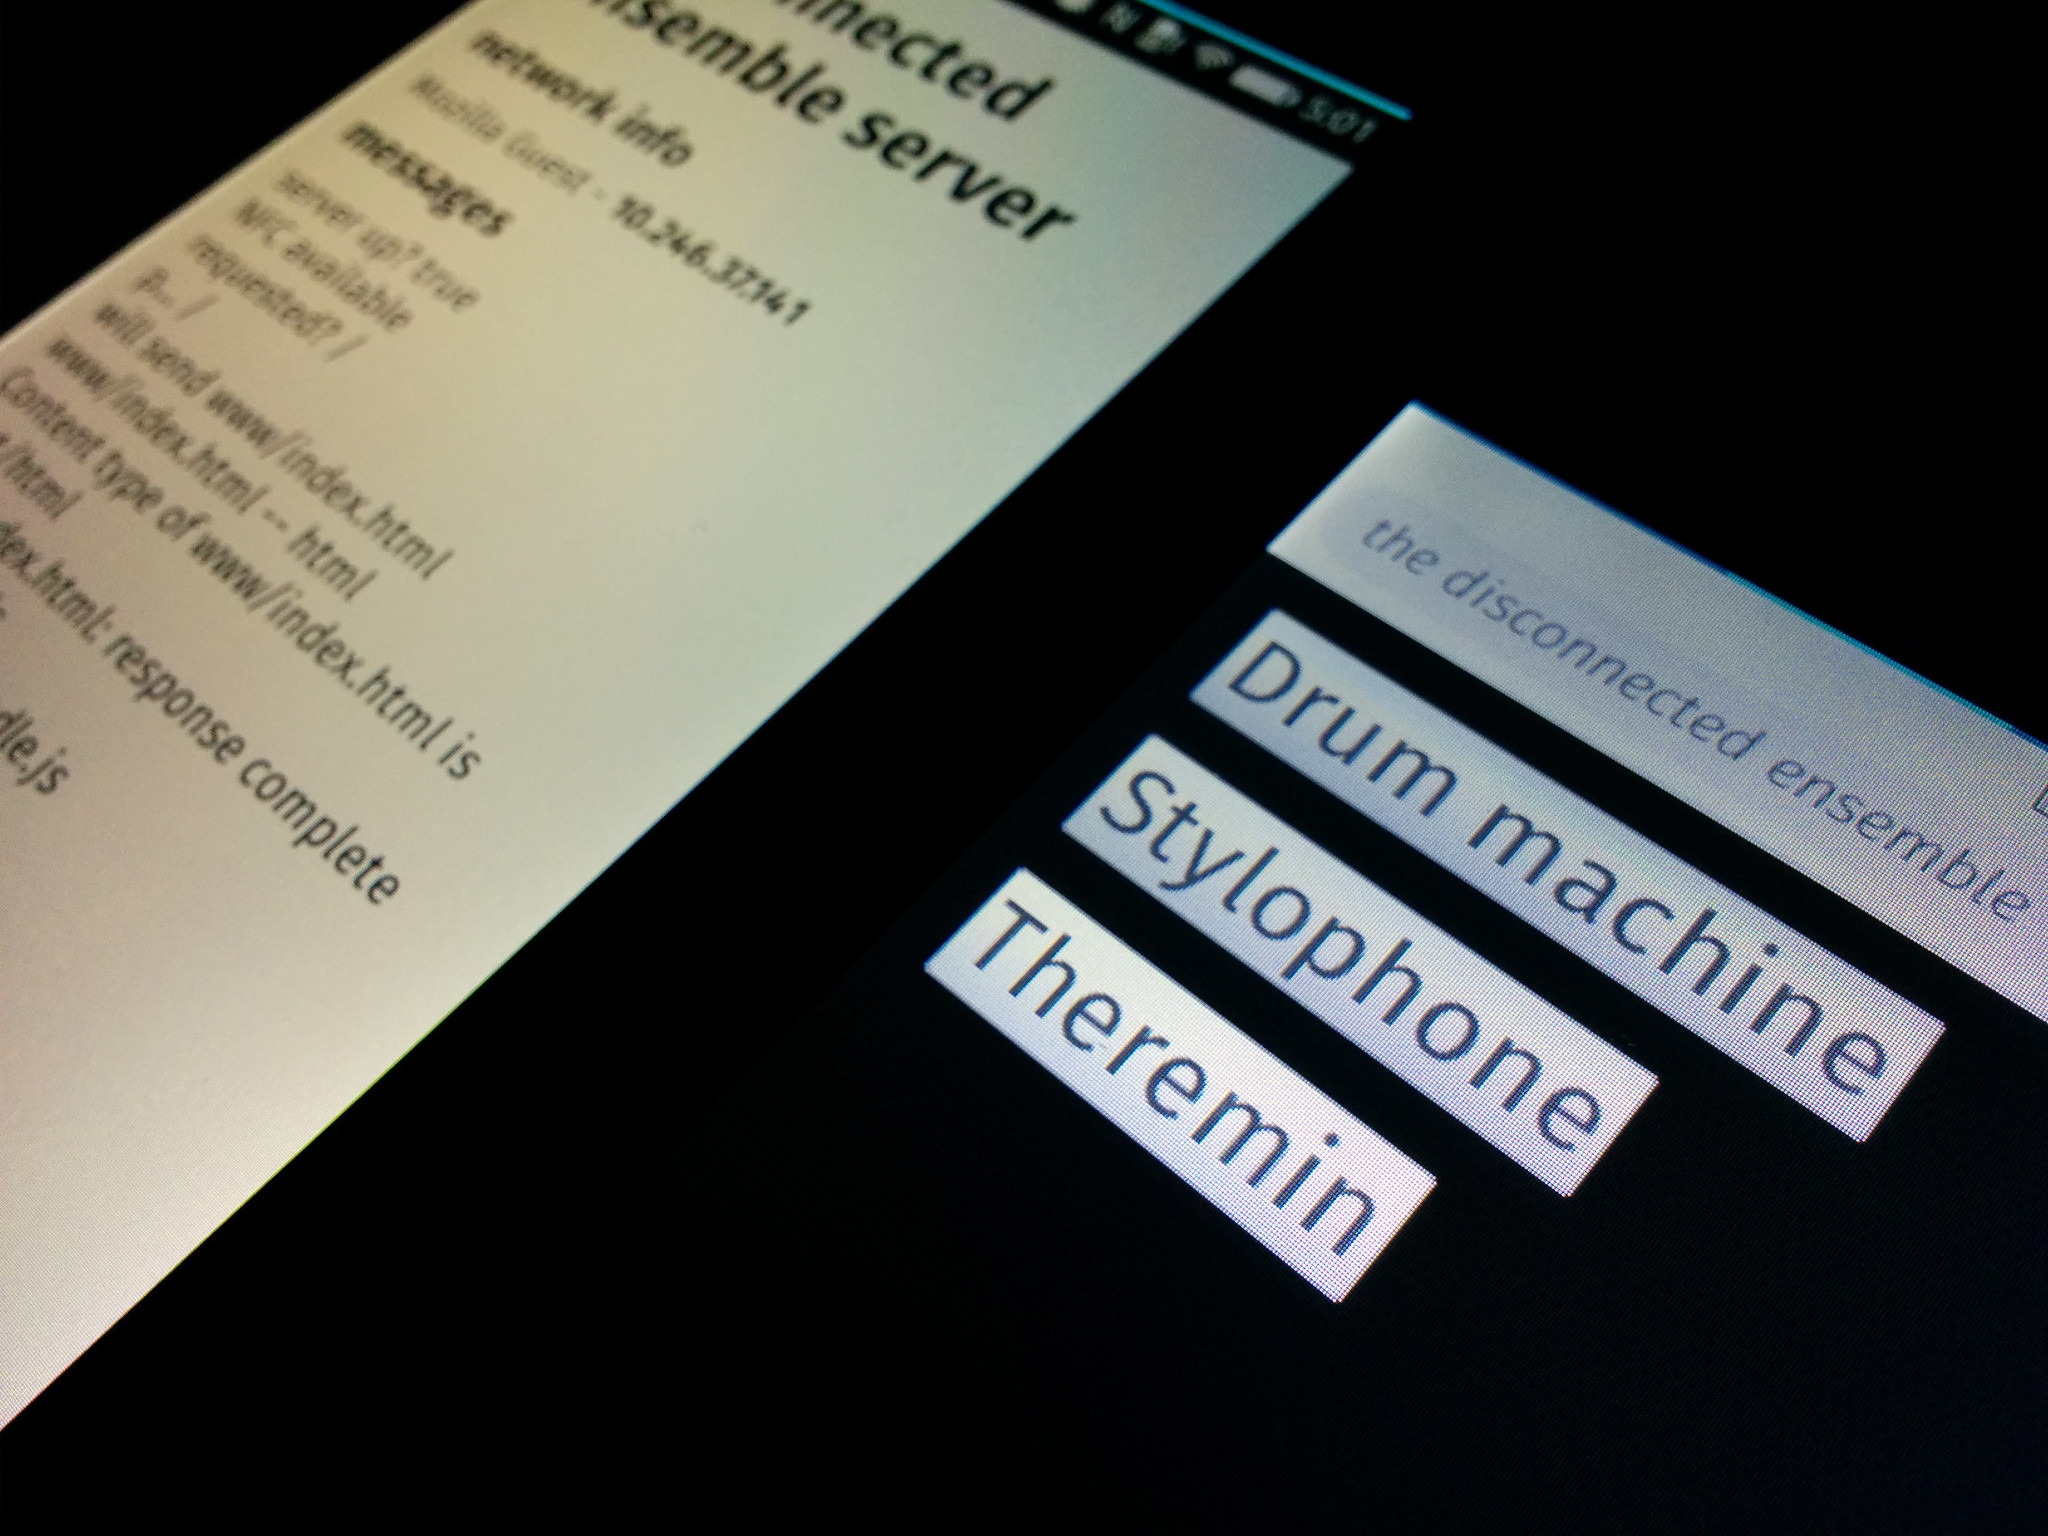 5:01
nnected
nsemble server
network info
Mozilla Guest - 10.246.37.141
messages
server up? true
NFC available
requested? /
p... /
will send www/index.html
www/index.html -- html
Content type of www/index.html is
/html
dex.html: response complete
dle.js
the disconnected ensemble
Drum machine
Stylophone
Theremin